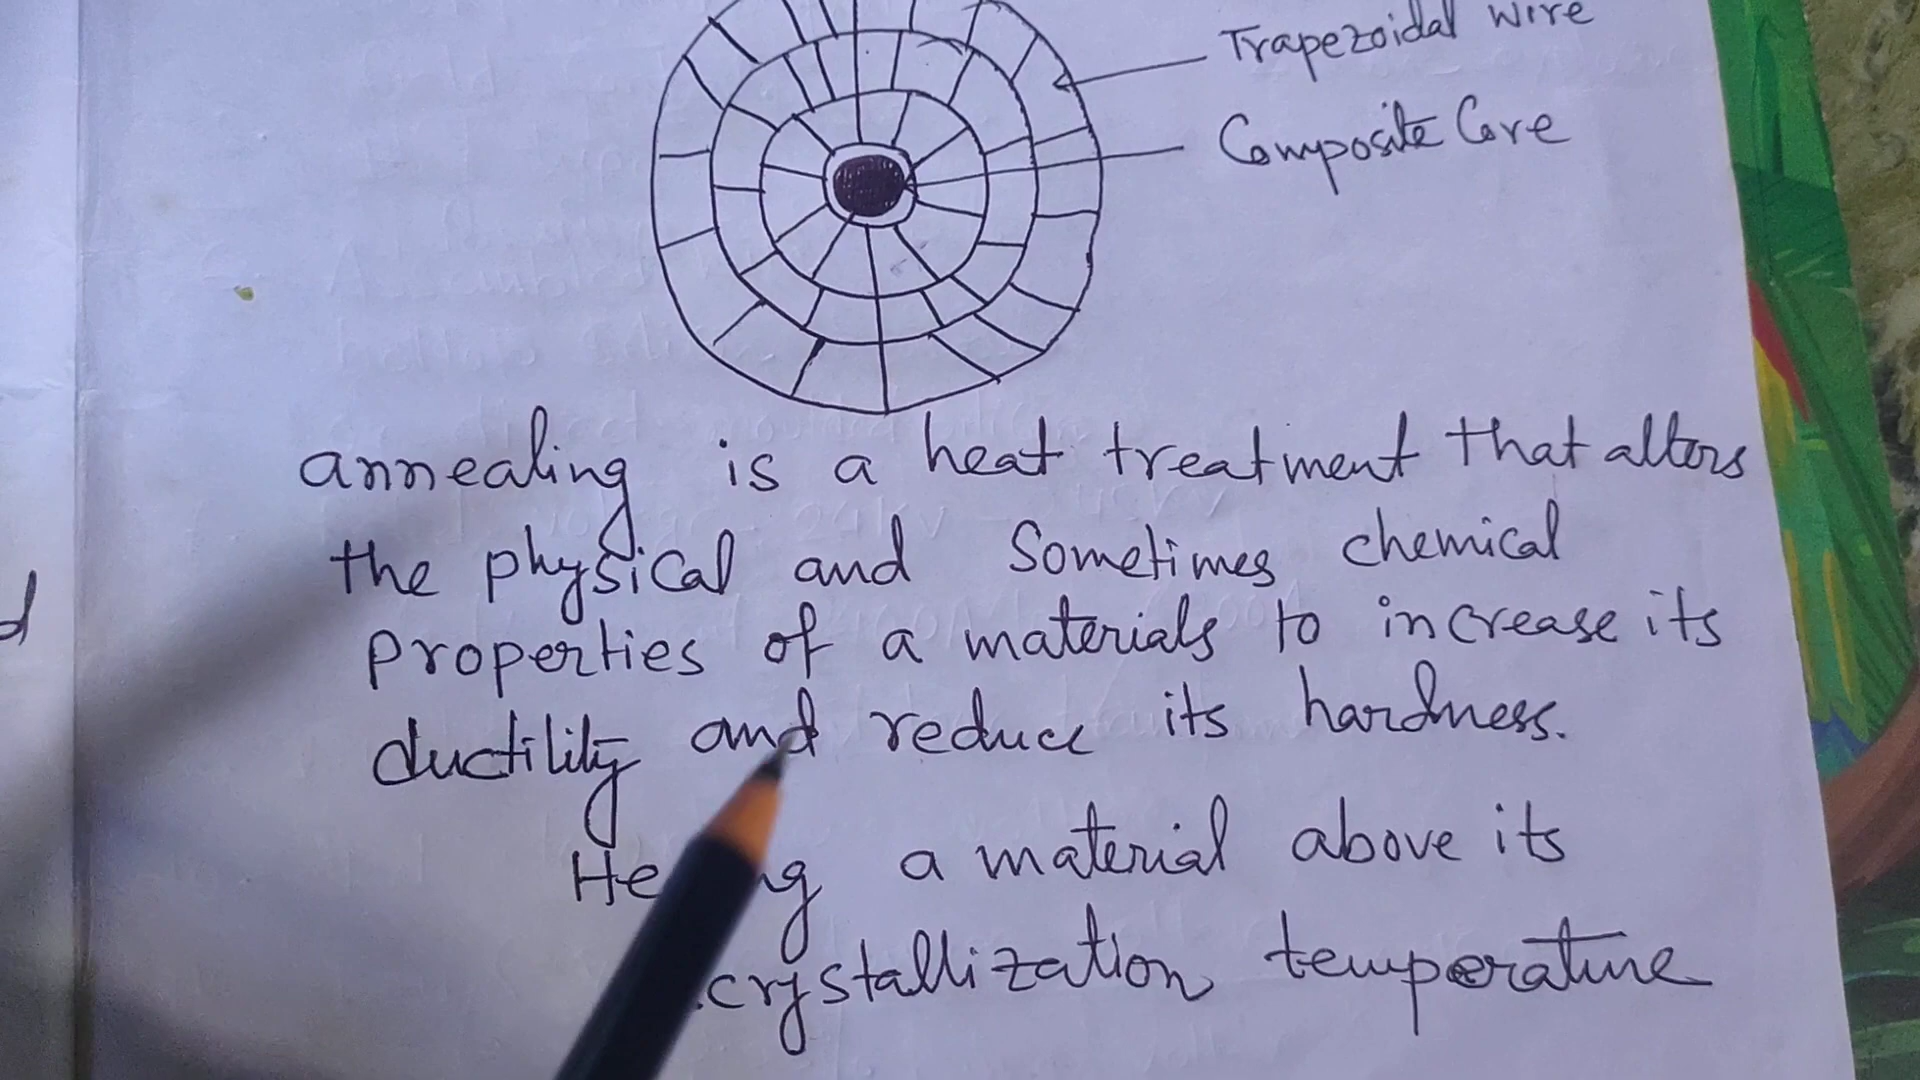 Trapezoidal wire
Composite Core
annealing is a heat treatment that alters
the physical and Sometimes chemical
properties of a materials to increase its
ductility and reduce its hardness.
a material above its
temperature